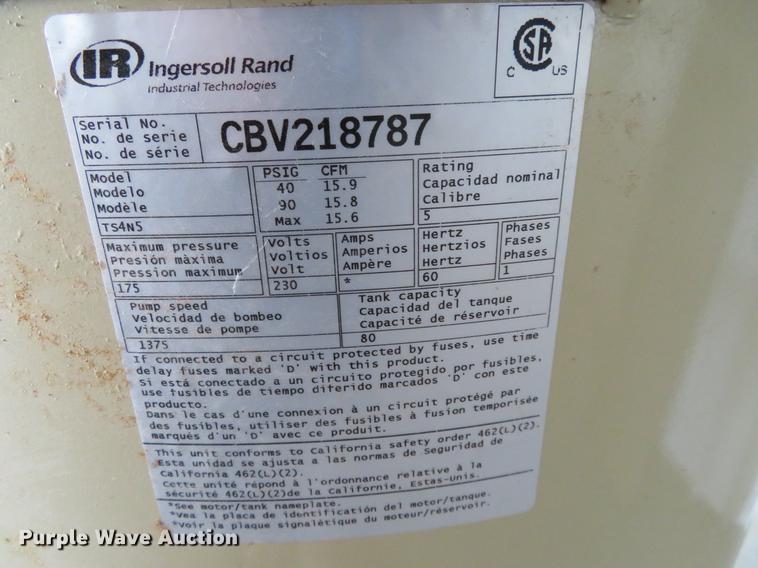 IR Ingersoll Rand
Industrial Technologies
SA
C US
Serial No.
No. de serie
No. de série
CBV218787
Model
Modelo
Modèle
TS4N5
PSIG CFM
40 15.9
90 15.8
Max 15.6
Rating
Capacidad nominal
Calibre
5
Maximum pressure
Presión màxima
Pression maximum
175
Volts
Voltios
Volt
230
Amps
Amperios
Ampère
*
Hertz
Hertzios
Hertz
60
Phases
Fases
Phases
1
Pump speed
Velocidad de bombeo
Vitesse de pompe
1375
Tank capacity
Capacidad del tanque
Capacité de réservoir
80
If connected to a circuit protected by fuses, use time
delay fuses marked 'D' with this product.
Si está conectado a un circuito protegido por fusibles,
use fusibles de tiempo diferido marcados 'D' con este
producto.
Dans le cas d'une connexion à un circuit protégé par
des fusibles, utiliser des fusibles à fusion temporisée
marqués d'un 'D' avec ce produit.
This unit conforms to California safety order 462(L)(2).
Esta unidad se ajusta a las normas de Seguridad de
California 462(L)(2).
Cette unité répond à l'ordonnance relative à la
sécurité 462(L)(2)de la Californie, Estas-Unis.
*See motor/tank nameplate.
*Vea la placa de identificación del motor/tanque.
*Voir la plaque signalétique du moteur/réservoir.
Purple Wave Auction